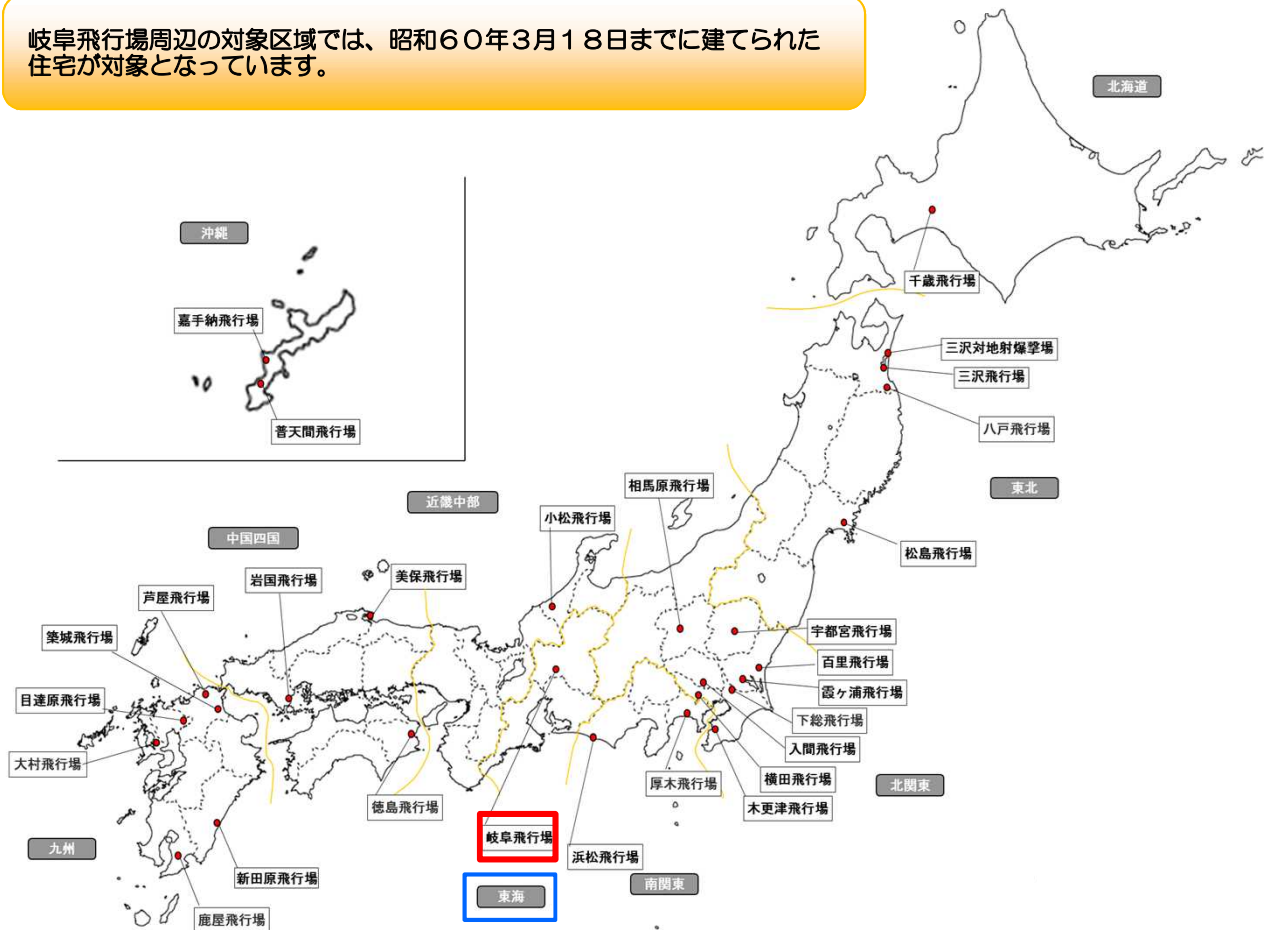 岐阜飛行場周辺の対象区域では、昭和６０年３月１８日までに建てられた
住宅が対象となっています。
北海道
沖縄
千歳飛行場
嘉手納飛行場
三沢対地射爆撃場
三沢飛行場
普天間飛行場
八戸飛行場
相馬原飛行場
東北
近畿中部
小松飛行場
中国四国
松島飛行場
岩国飛行場
美保飛行場
芦屋飛行場
築城飛行場
宇都宮飛行場
百里飛行場
目達原飛行場
霞ヶ浦飛行場
下総飛行場
入間飛行場
大村飛行場
横田飛行場
厚木飛行場
北関東
徳島飛行場
木更津飛行場
岐阜飛行場
九州
浜松飛行場
新田原飛行場
南関東
東海
鹿屋飛行場